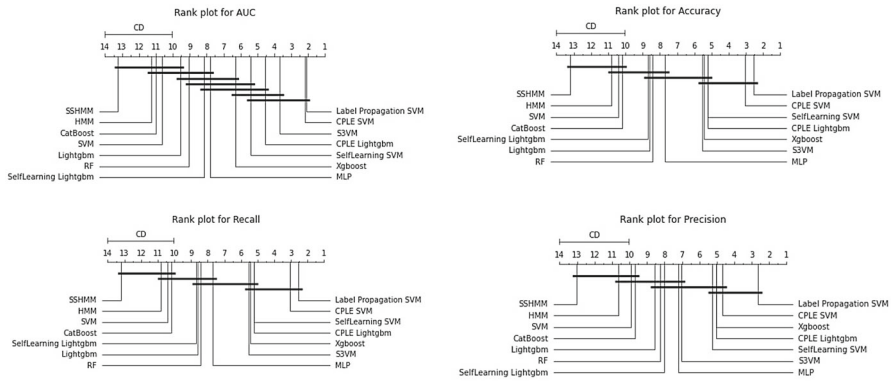 Rank plot for AUC
CD
14 13 12 11 10 9 8 7 6 5 4 3 2 1
SSHMM
HMM
CatBoost
SVM
Lightgbm
RF
SelfLearning Lightgbm
Label Propagation SVM
CPLE SVM
S3VM
CPLE Lightgbm
SelfLearning SVM
Xgboost
MLP
Rank plot for Accuracy
CD
14 13 12 11 10 9 8 7 6 5 4 3 2 1
SSHMM
HMM
SVM
CatBoost
SelfLearning Lightgbm
Lightgbm
RF
Label Propagation SVM
CPLE SVM
SelfLearning SVM
CPLE Lightgbm
Xgboost
S3VM
MLP
Rank plot for Recall
CD
14 13 12 11 10 9 8 7 6 5 4 3 2 1
SSHMM
HMM
SVM
CatBoost
SelfLearning Lightgbm
Lightgbm
RF
Label Propagation SVM
CPLE SVM
SelfLearning SVM
CPLE Lightgbm
Xgboost
S3VM
MLP
Rank plot for Precision
CD
14 13 12 11 10 9 8 7 6 5 4 3 2 1
SSHMM
HMM
SVM
CatBoost
Lightgbm
RF
SelfLearning Lightgbm
Label Propagation SVM
CPLE SVM
Xgboost
CPLE Lightgbm
SelfLearning SVM
S3VM
MLP